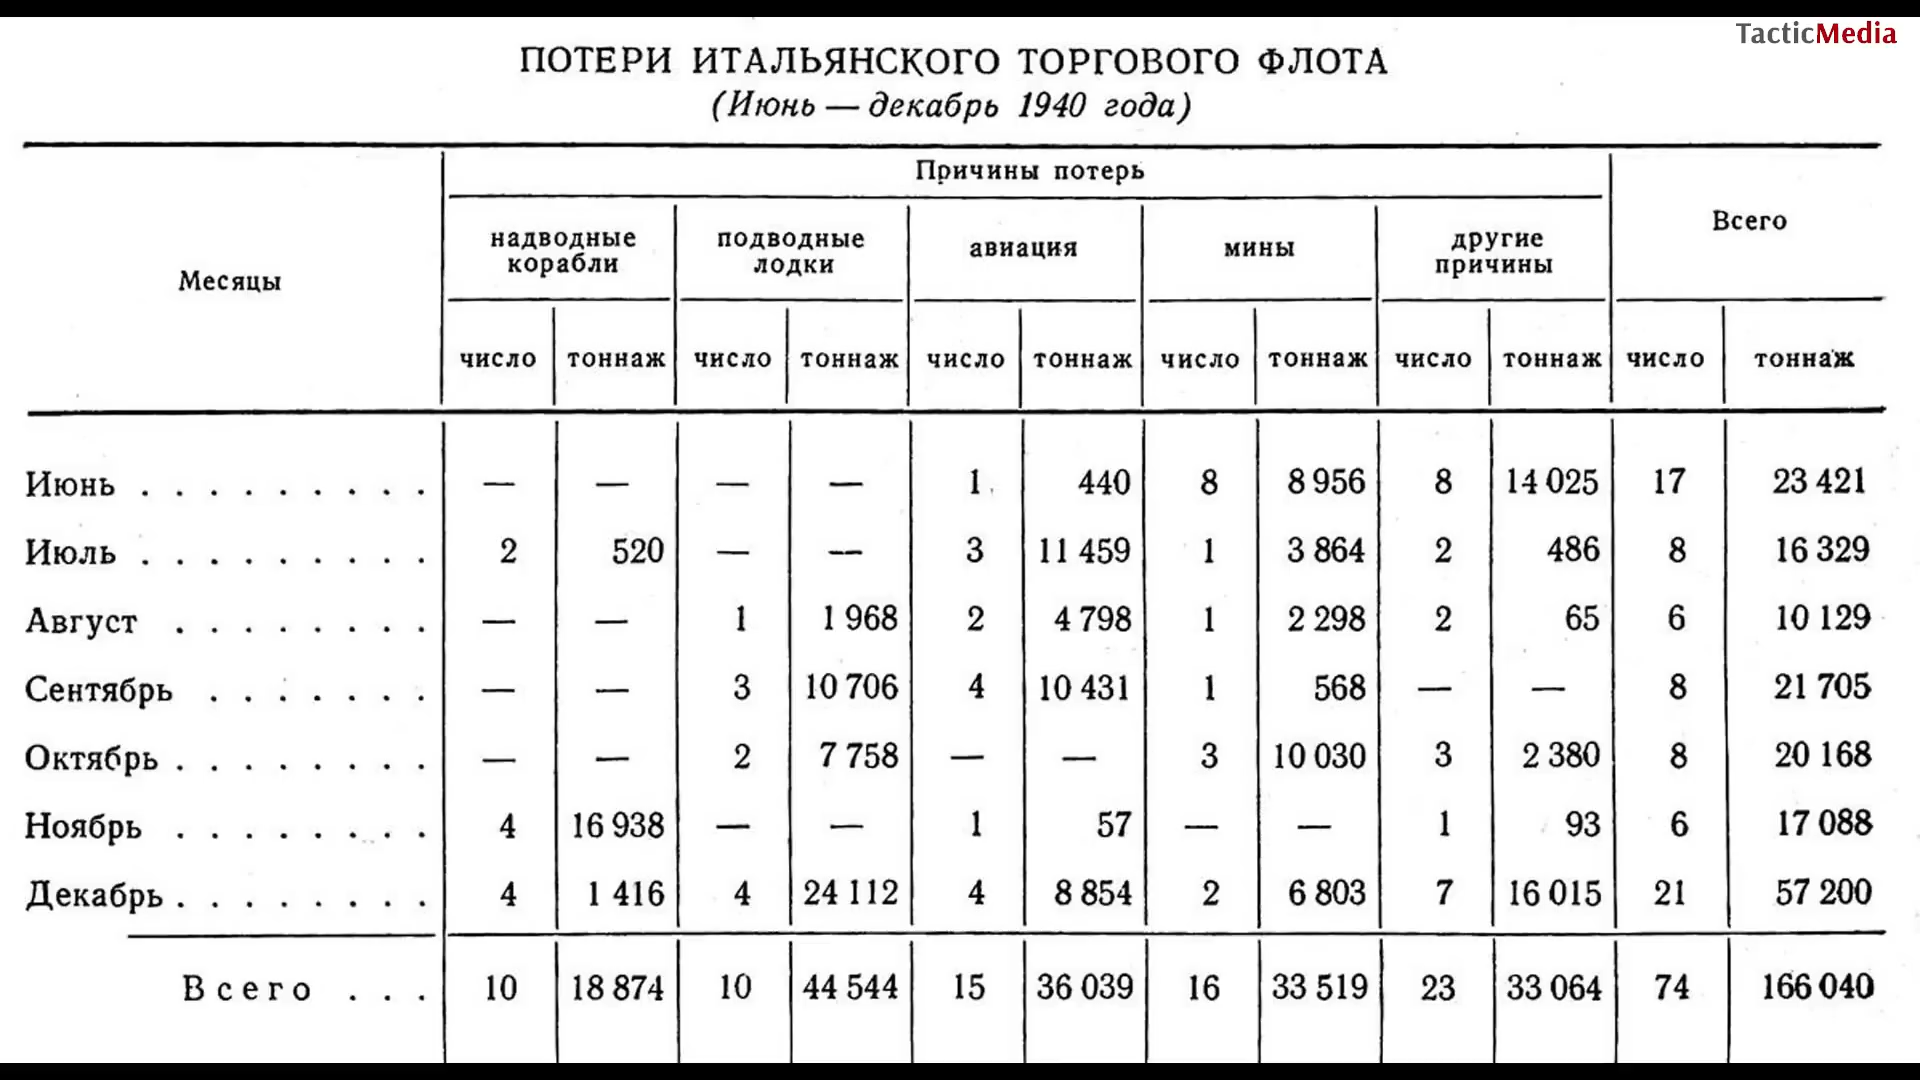 TacticMedia
ПОТЕРИ ИТАЛЬЯНСКОГО ТОРГОВОГО ФЛОТА
(Июнь — декабрь 1940 года)
Месяцы
Причины потерь
Всего
надводные корабли
подводные лодки
авиация
мины
другие причины
число тоннаж число тоннаж число тоннаж число тоннаж число тоннаж число тоннаж
Июнь . . . . . . . . . — — — — 1 440 8 8 956 8 14 025 17 23 421
Июль . . . . . . . . . 2 520 — — 3 11 459 1 3 864 2 486 8 16 329
Август . . . . . . . . — — 1 1 968 2 4 798 1 2 298 2 65 6 10 129
Сентябрь . . . . . . . — — 3 10 706 4 10 431 1 568 — — 8 21 705
Октябрь . . . . . . . . — — 2 7 758 — — 3 10 030 3 2 380 8 20 168
Ноябрь . . . . . . . . 4 16 938 — — 1 57 — — 1 93 6 17 088
Декабрь . . . . . . . . 4 1 416 4 24 112 4 8 854 2 6 803 7 16 015 21 57 200
Всего . . . 10 18 874 10 44 544 15 36 039 16 33 519 23 33 064 74 166 040